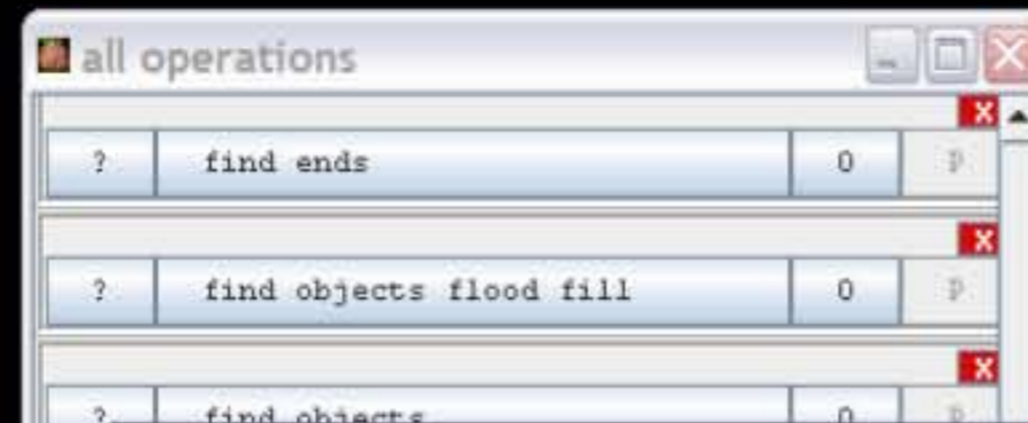 all operations
X
? find ends 0 P
X
? find objects flood fill 0 P
X
? find objects 0 P